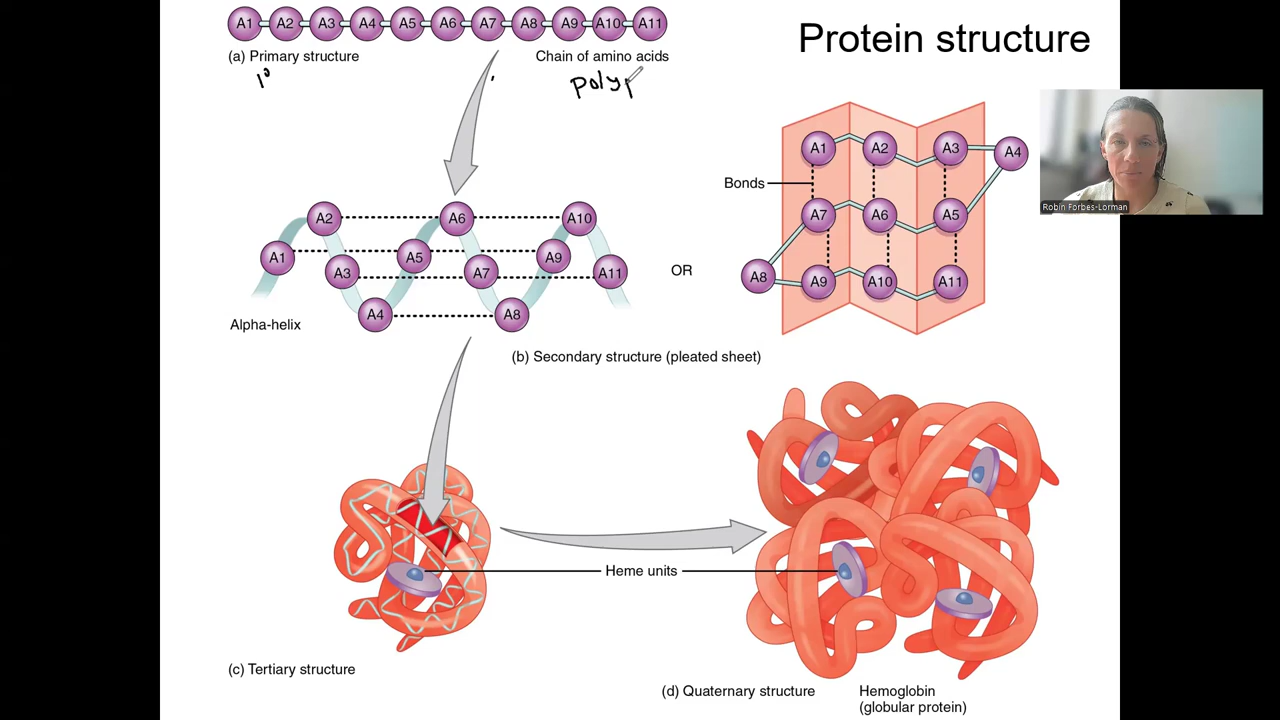 A1 A2 A3 A4 A5 A6 A7 A8 A9 A10 A11
Protein structure
(a) Primary structure
Chain of amino acids
1°
polyp
A1 A2 A3 A4
Bonds
A7 A6 A5
A8 A9 A10 A11
Robin Forbes-Lorman
A2 A6 A10
A1 A5 A9
A3 A7 A11
A4 A8
OR
Alpha-helix
(b) Secondary structure (pleated sheet)
Heme units
(c) Tertiary structure
(d) Quaternary structure
Hemoglobin
(globular protein)